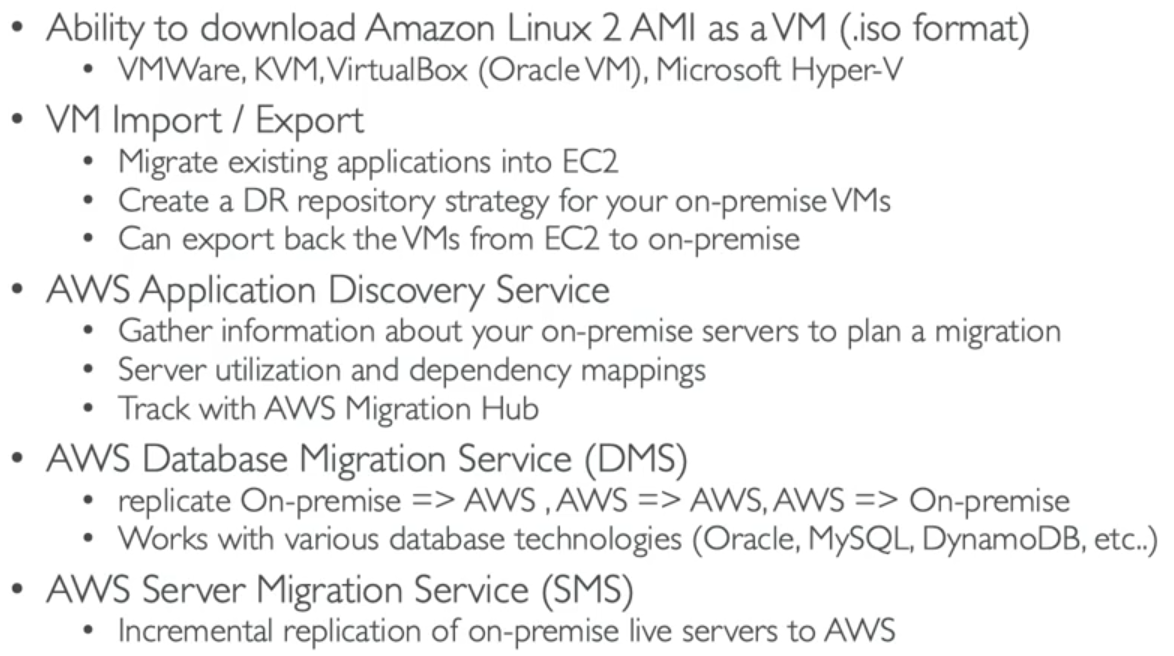 • Ability to download Amazon Linux 2 AMI as a VM (.iso format)
• VMWare, KVM, VirtualBox (Oracle VM), Microsoft Hyper-V
• VM Import / Export
• Migrate existing applications into EC2
• Create a DR repository strategy for your on-premise VMs
• Can export back the VMs from EC2 to on-premise
• AWS Application Discovery Service
• Gather information about your on-premise servers to plan a migration
• Server utilization and dependency mappings
• Track with AWS Migration Hub
• AWS Database Migration Service (DMS)
• replicate On-premise => AWS , AWS => AWS, AWS => On-premise
• Works with various database technologies (Oracle, MySQL, DynamoDB, etc..)
• AWS Server Migration Service (SMS)
• Incremental replication of on-premise live servers to AWS